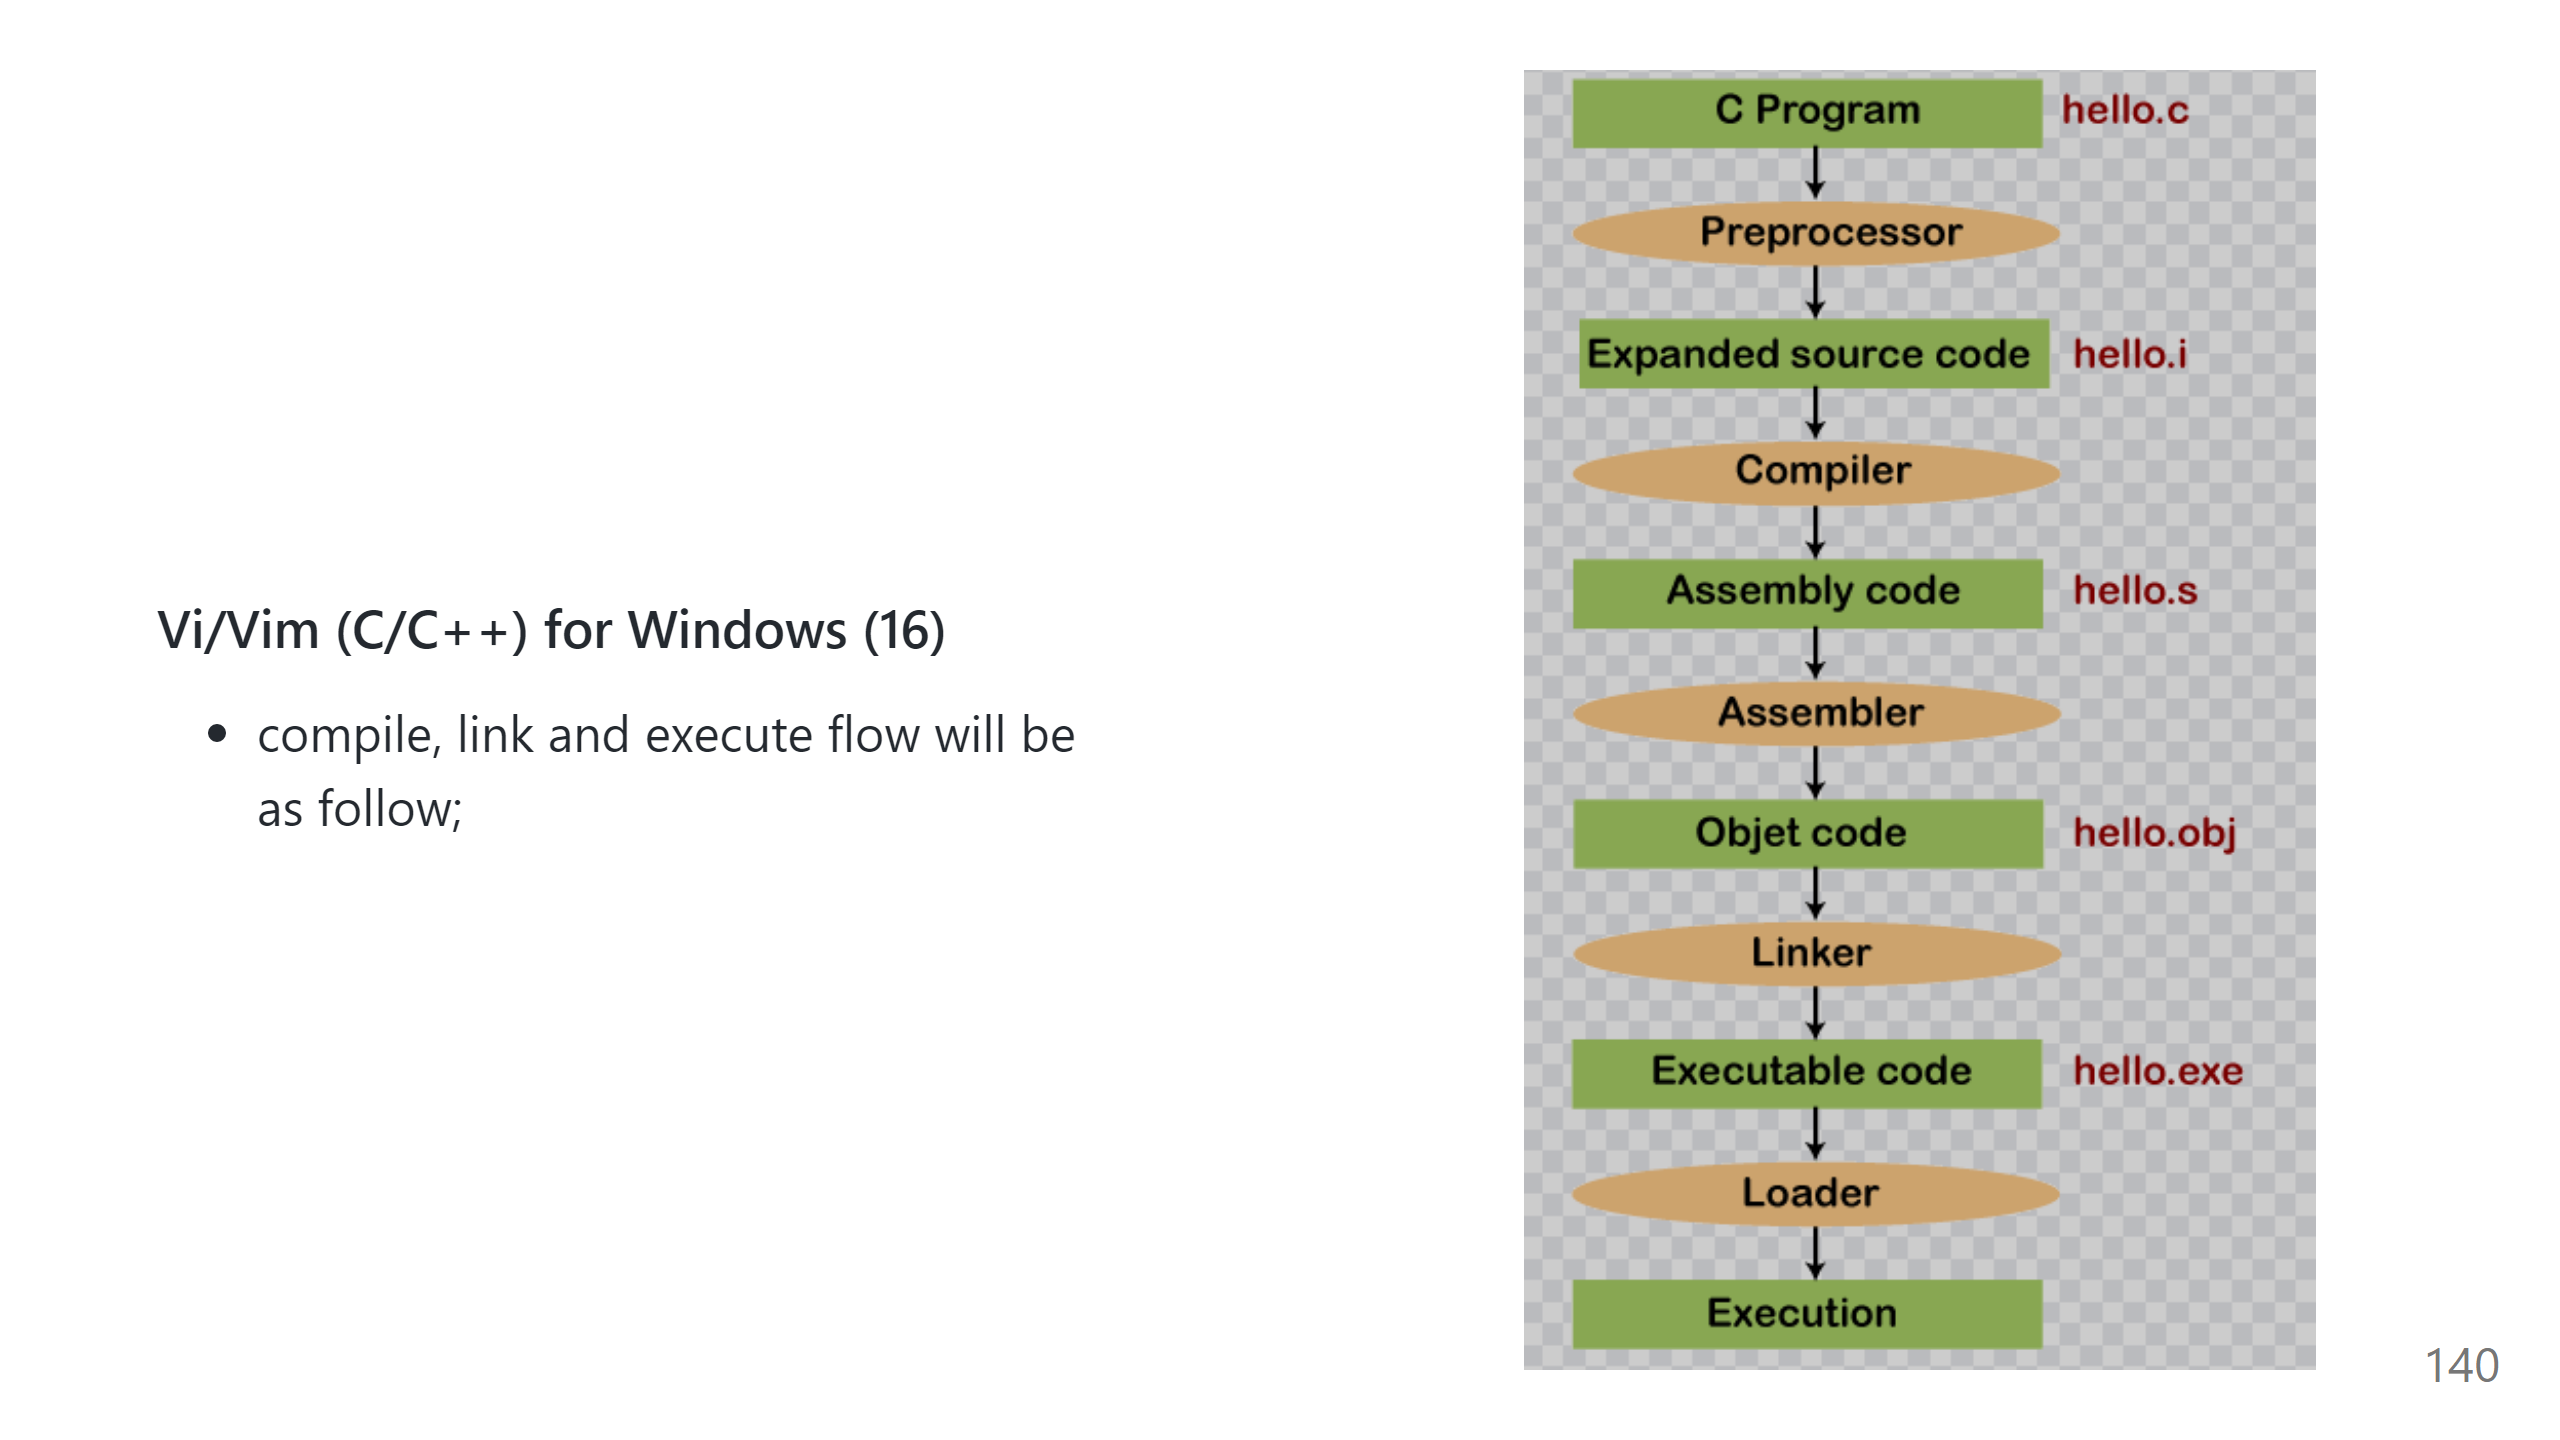 Vi/Vim (C/C++) for Windows (16)
• compile, link and execute flow will be
as follow;
C Program hello.c
Preprocessor
Expanded source code hello.i
Compiler
Assembly code hello.s
Assembler
Objet code hello.obj
Linker
Executable code hello.exe
Loader
Execution
140